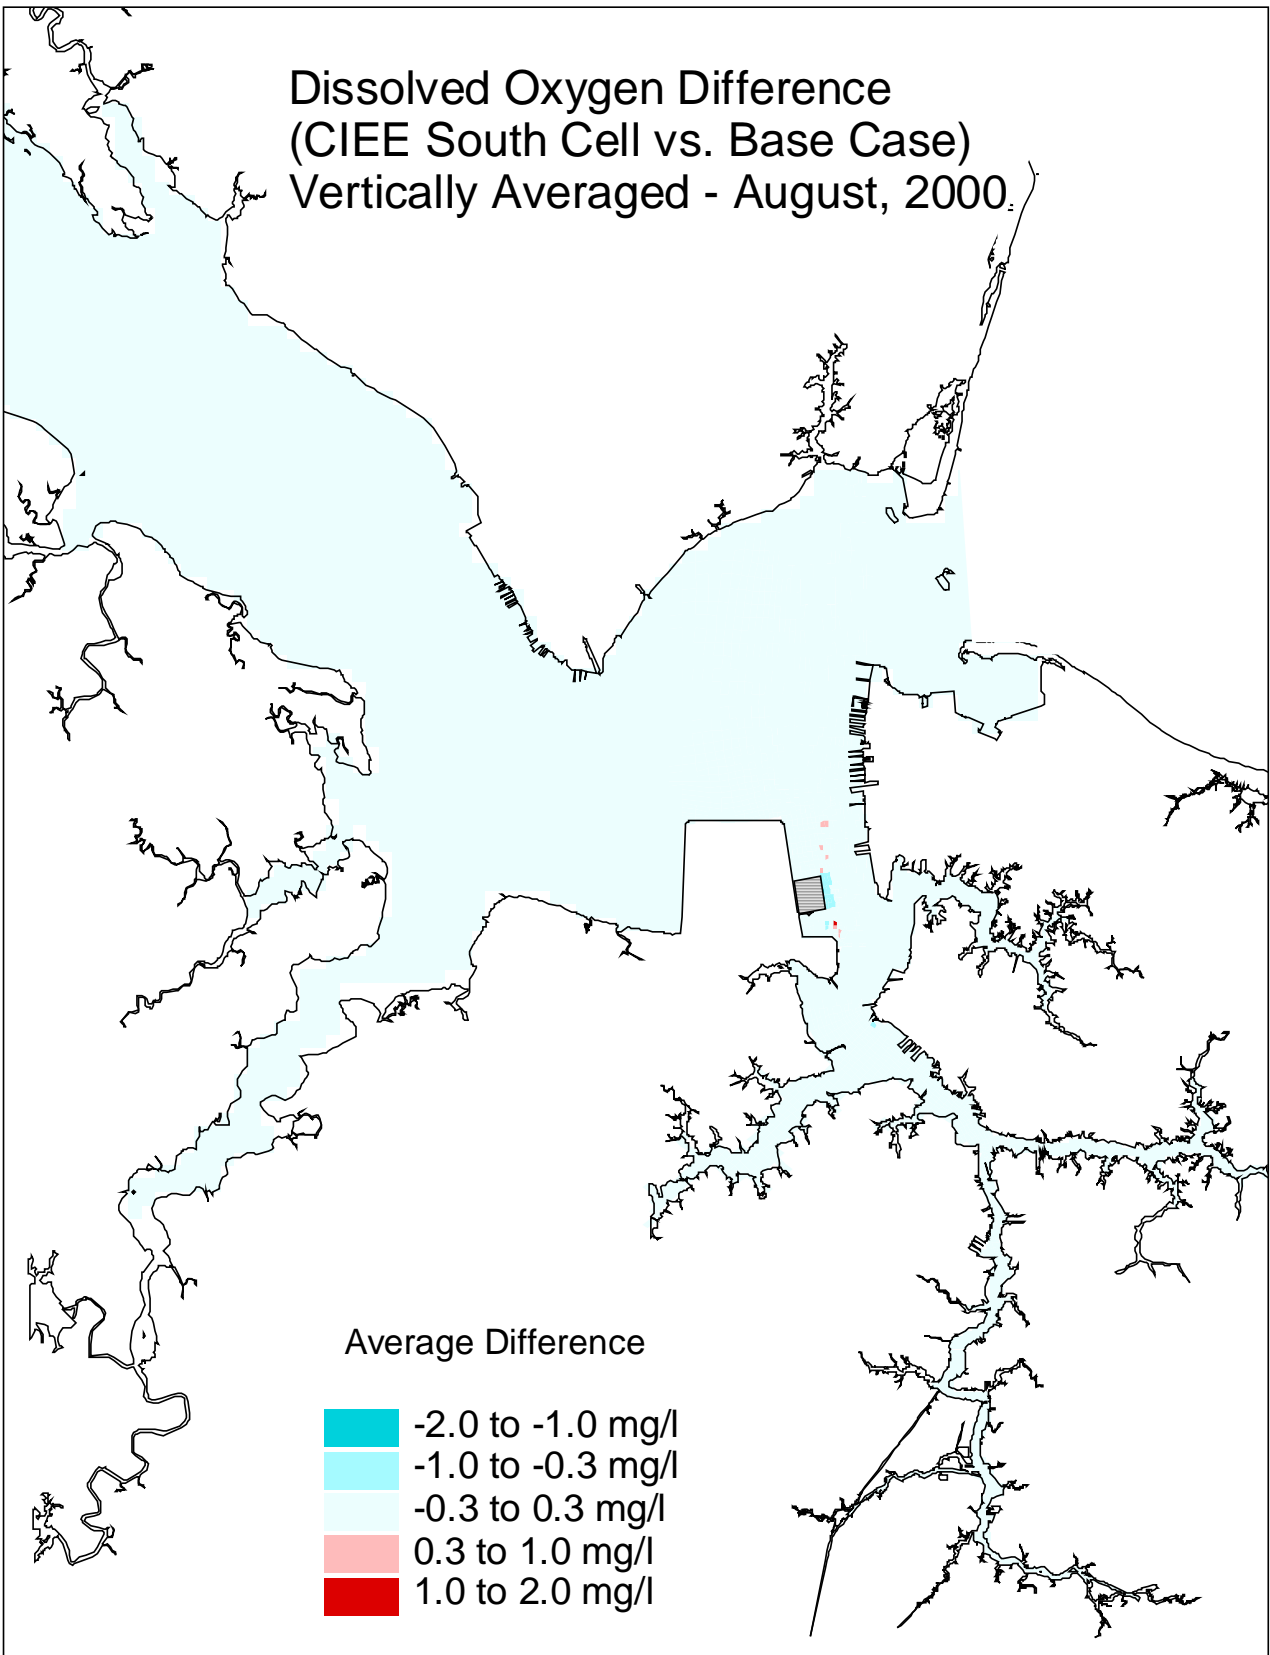 Dissolved Oxygen Difference
(CIEE South Cell vs. Base Case)
Vertically Averaged - August, 2000
Average Difference
-2.0 to -1.0 mg/l
-1.0 to -0.3 mg/l
-0.3 to 0.3 mg/l
0.3 to 1.0 mg/l
1.0 to 2.0 mg/l